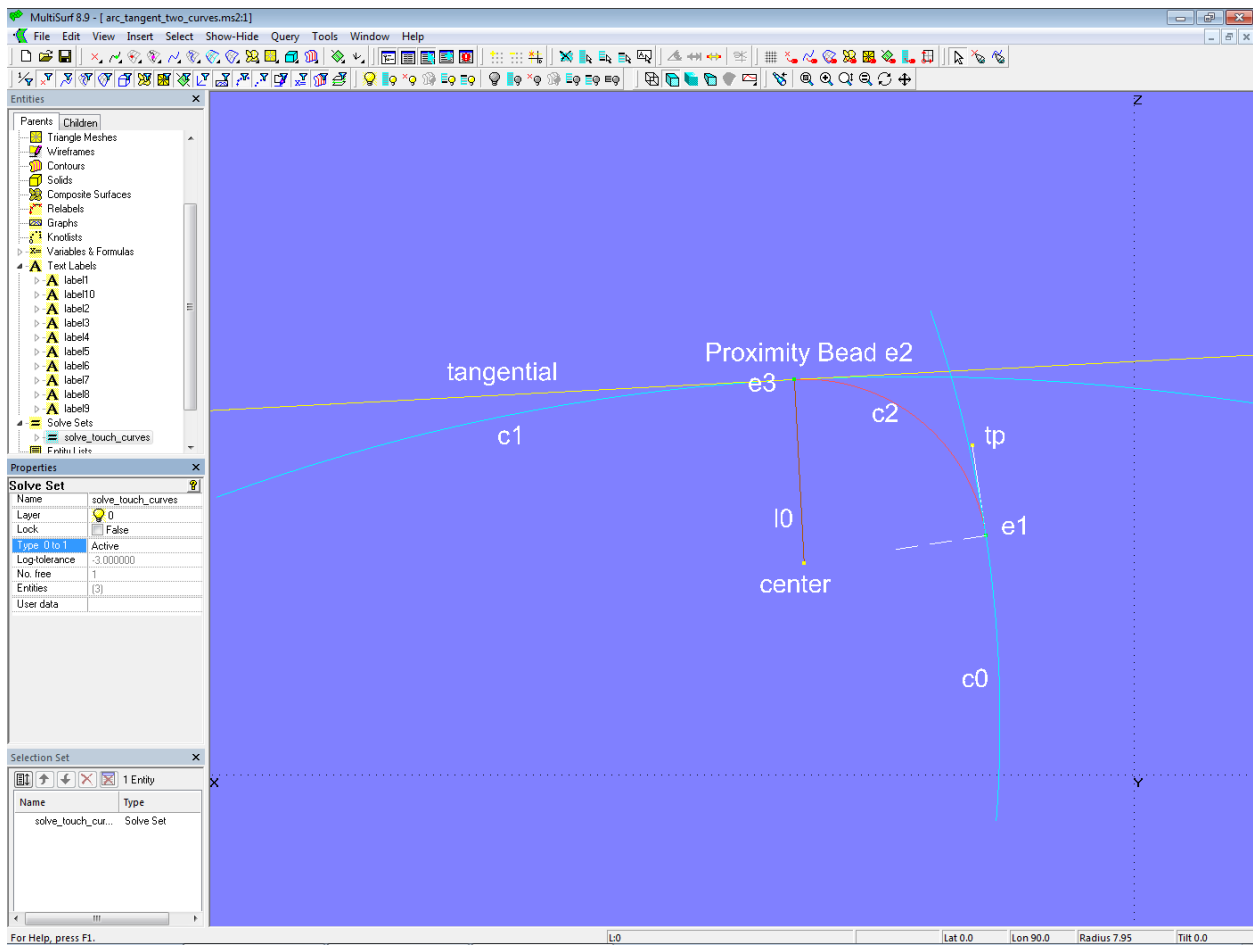 MultiSurf 8.9 - [ arc_tangent_two_curves.ms2:1]
File Edit View Insert Select Show-Hide Query Tools Window Help
Entities
Parents Children
Triangle Meshes
Wireframes
Contours
Solids
Composite Surfaces
Relabels
Graphs
Knotlists
Variables & Formulas
Text Labels
label1
label10
label2
label3
label4
label5
label6
label7
label8
label9
Solve Sets
solve_touch_curves
Entity Lists
Properties
Solve Set
Name solve_touch_curves
Layer 0
Lock False
Type 0 to 1 Active
Log-tolerance -3.000000
No. free 1
Entities (3)
User data
Selection Set
1 Entity
Name Type
solve_touch_cur... Solve Set
Z
Proximity Bead e2
tangential
e3
c2
c1
tp
l0
e1
center
c0
X
Y
For Help, press F1.
L:0
Lat 0.0 Lon 90.0 Radius 7.95 Tilt 0.0